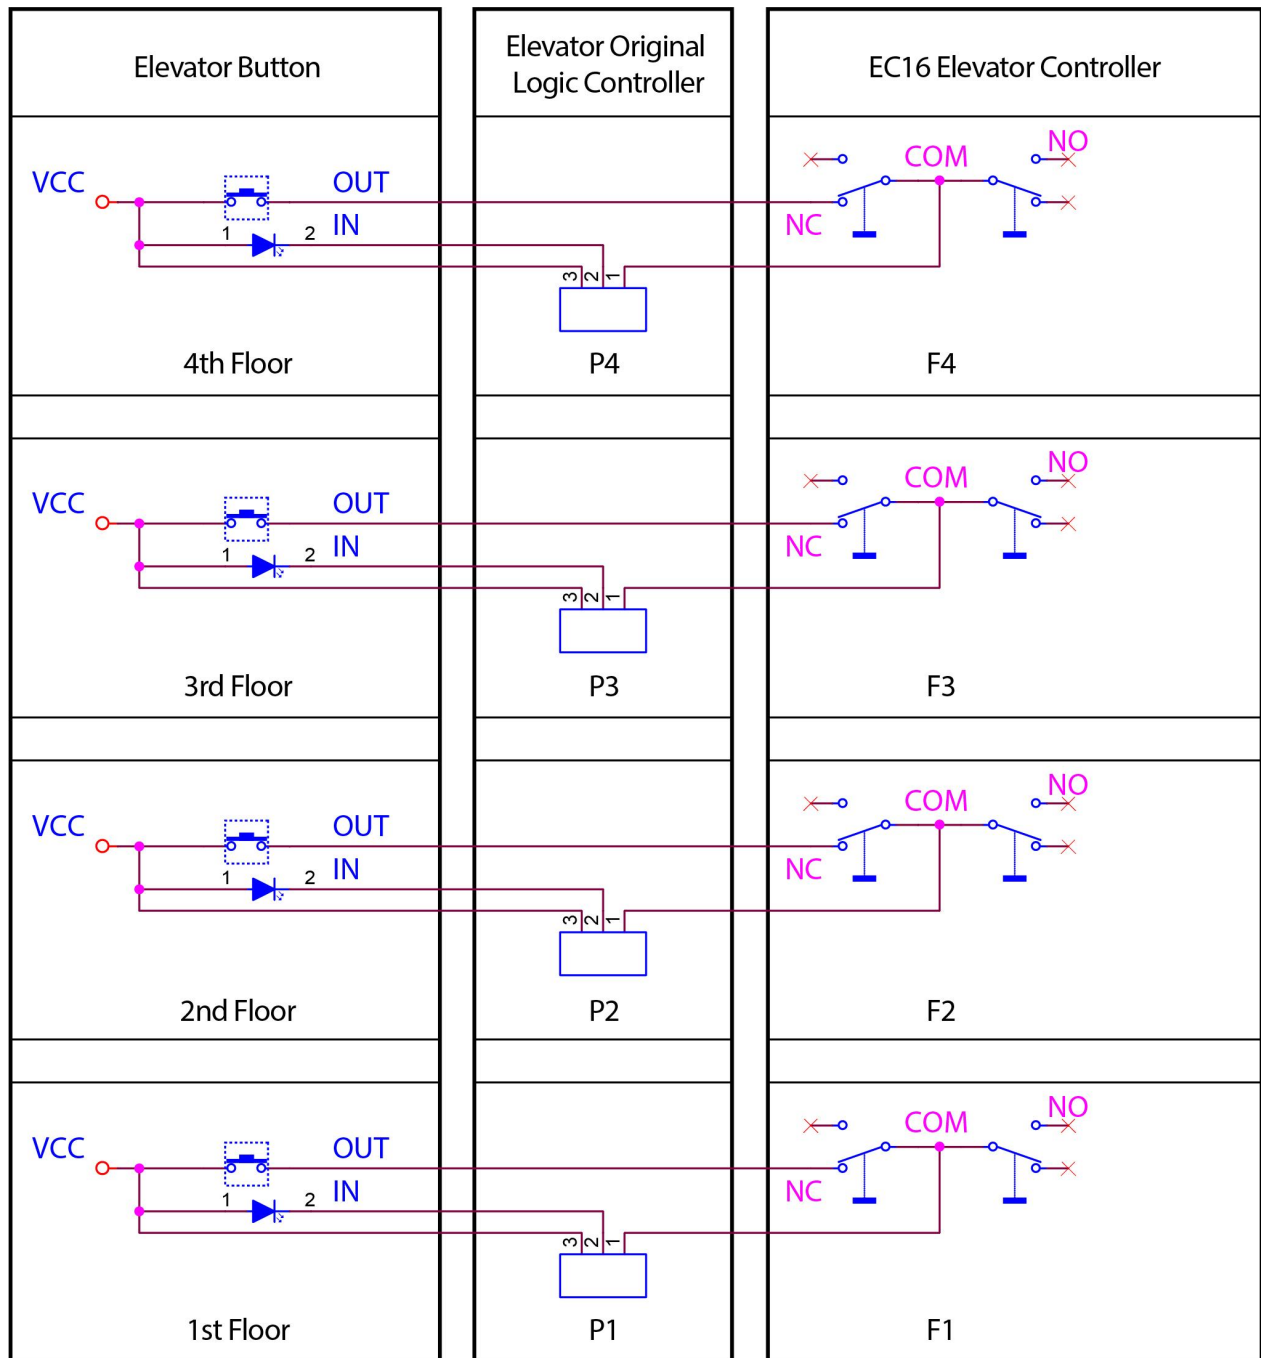 Elevator Button
Elevator Original
Logic Controller
EC16 Elevator Controller
VCC
OUT
IN
1
2
3
2
1
NC
COM
NO
4th Floor
P4
F4
VCC
OUT
IN
1
2
3
2
1
NC
COM
NO
3rd Floor
P3
F3
VCC
OUT
IN
1
2
3
2
1
NC
COM
NO
2nd Floor
P2
F2
VCC
OUT
IN
1
2
3
2
1
NC
COM
NO
1st Floor
P1
F1